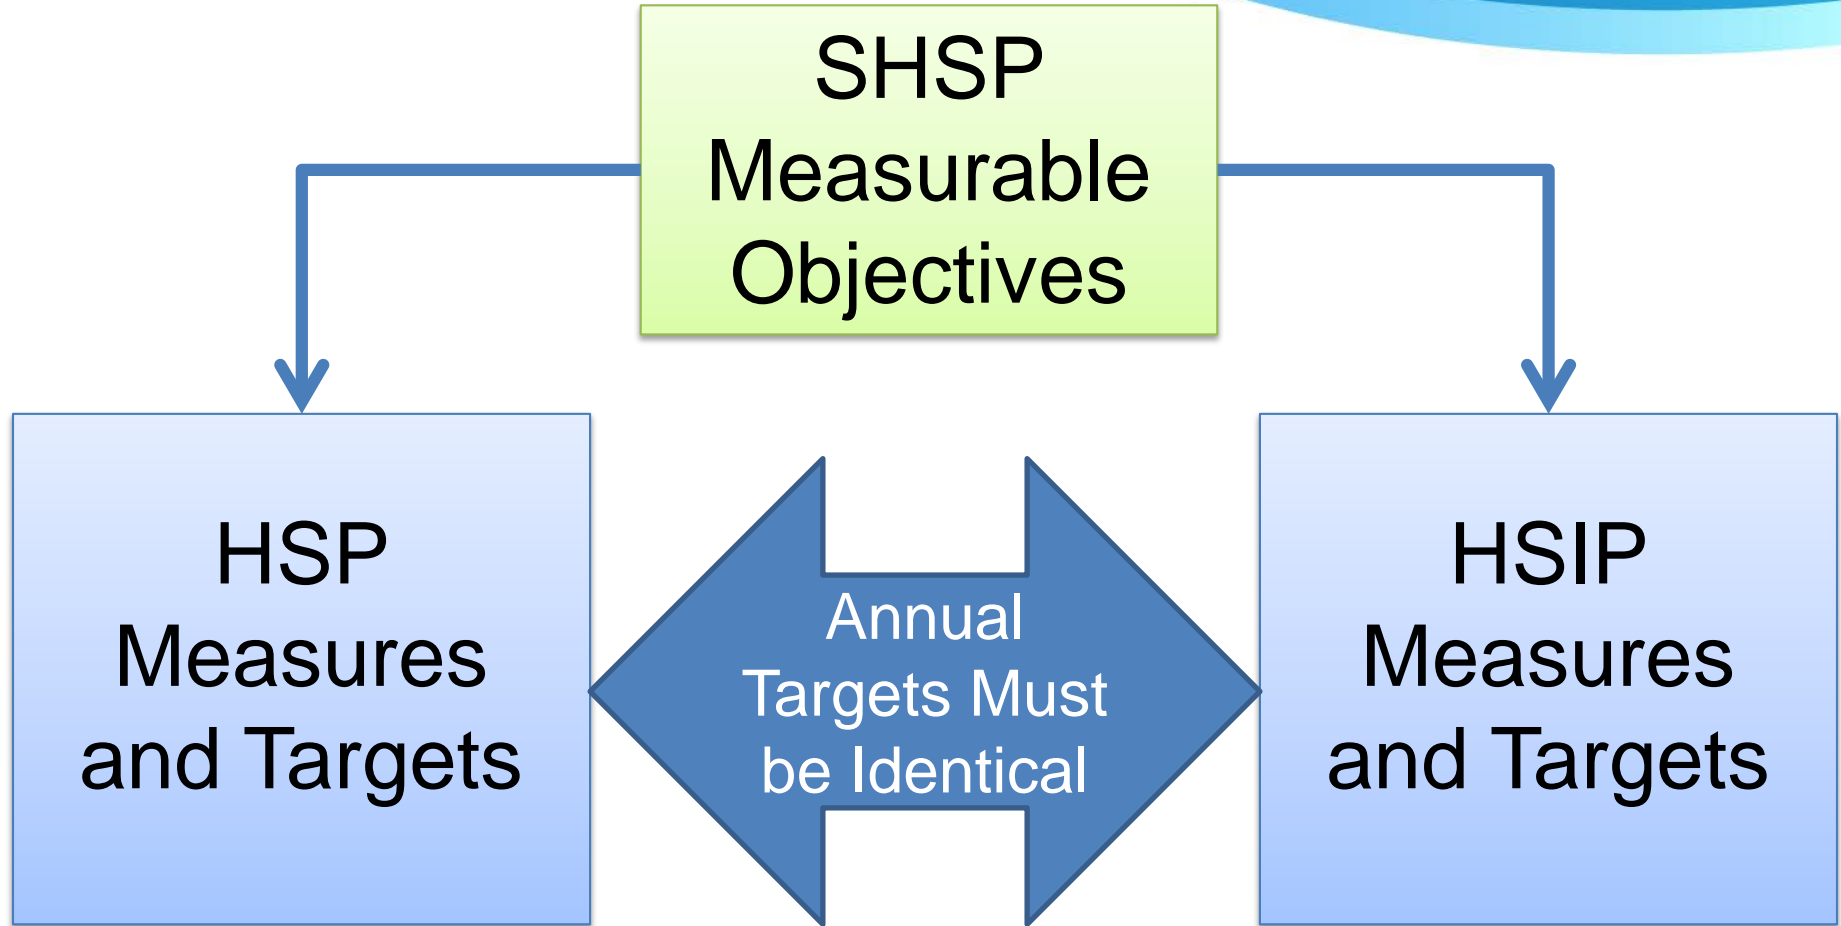 SHSP
Measurable
Objectives
HSP
Measures
and Targets
Annual
Targets Must
be Identical
HSIP
Measures
and Targets